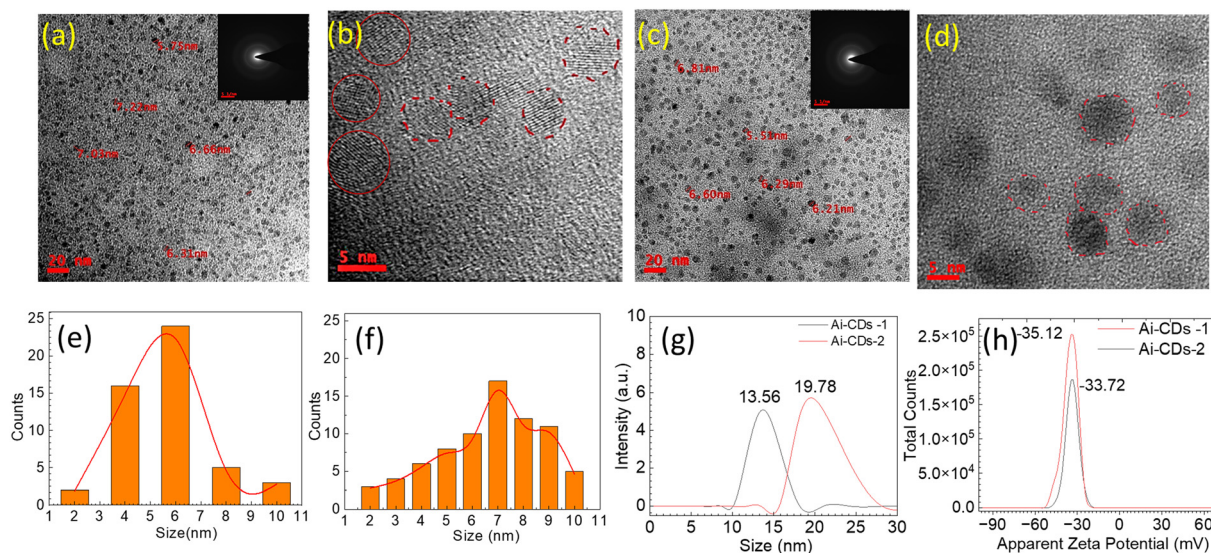 (a)
5.75nm
7.22nm
7.03nm
6.66nm
6.31nm
20 nm
(b)
5 nm
(c)
6.81nm
5.51nm
6.60nm
6.29nm
6.21nm
20 nm
(d)
5 nm
(e)
25
20
15
10
5
0
Counts
1 2 3 4 5 6 7 8 9 10 11
Size(nm)
(f)
25
20
15
10
5
0
Counts
1 2 3 4 5 6 7 8 9 10 11
Size (nm)
(g)
Ai-CDs -1
Ai-CDs-2
13.56
19.78
10
8
6
4
2
0
Intensity (a.u.)
0 5 10 15 20 25 30
Size (nm)
(h)
Ai-CDs -1
Ai-CDs-2
-35.12
-33.72
2.5×10⁵
2.0×10⁵
1.5×10⁵
1.0×10⁵
5.0×10⁴
0.0
Total Counts
-90 -60 -30 0 30 60
Apparent Zeta Potential (mV)